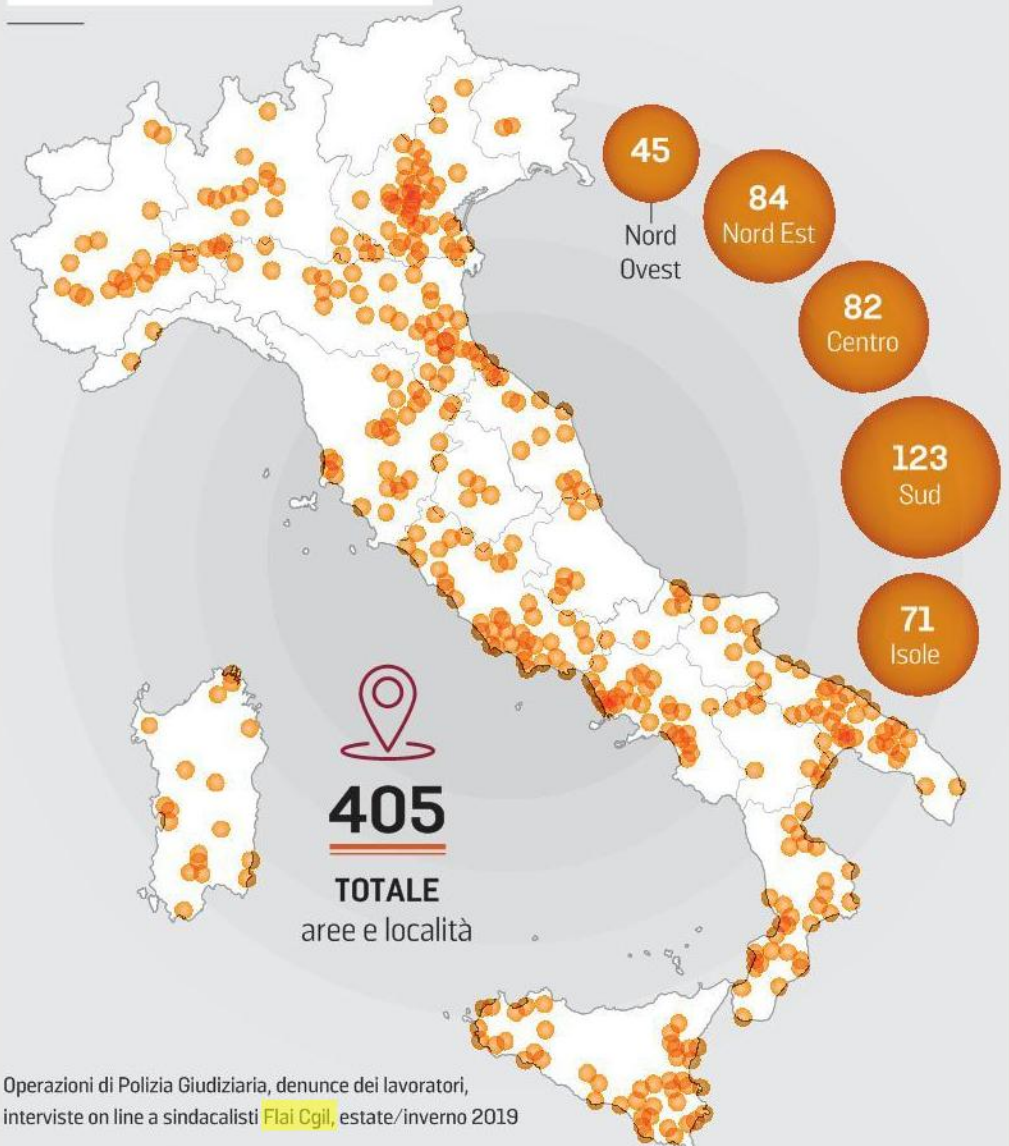 45
Nord
Ovest
84
Nord Est
82
Centro
123
Sud
71
Isole
405
TOTALE
aree e località
Operazioni di Polizia Giudiziaria, denunce dei lavoratori,
interviste on line a sindacalisti Flai Cgil, estate/inverno 2019